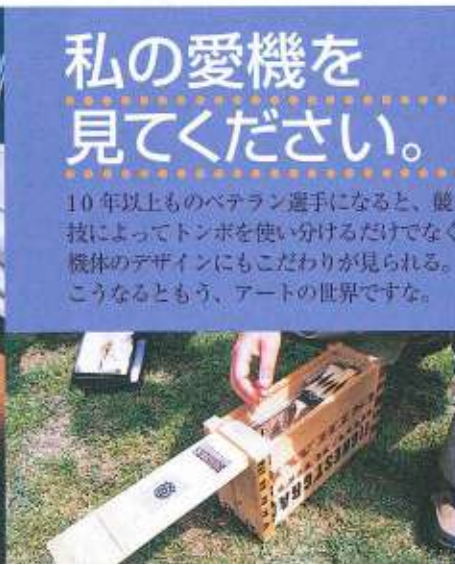 私の愛機を
見てください。
10年以上ものベテラン選手になると、競
技によってトンボを使い分けるだけでなく
機体のデザインにもこだわりが見られる。
こうなるともう、アートの世界ですな。